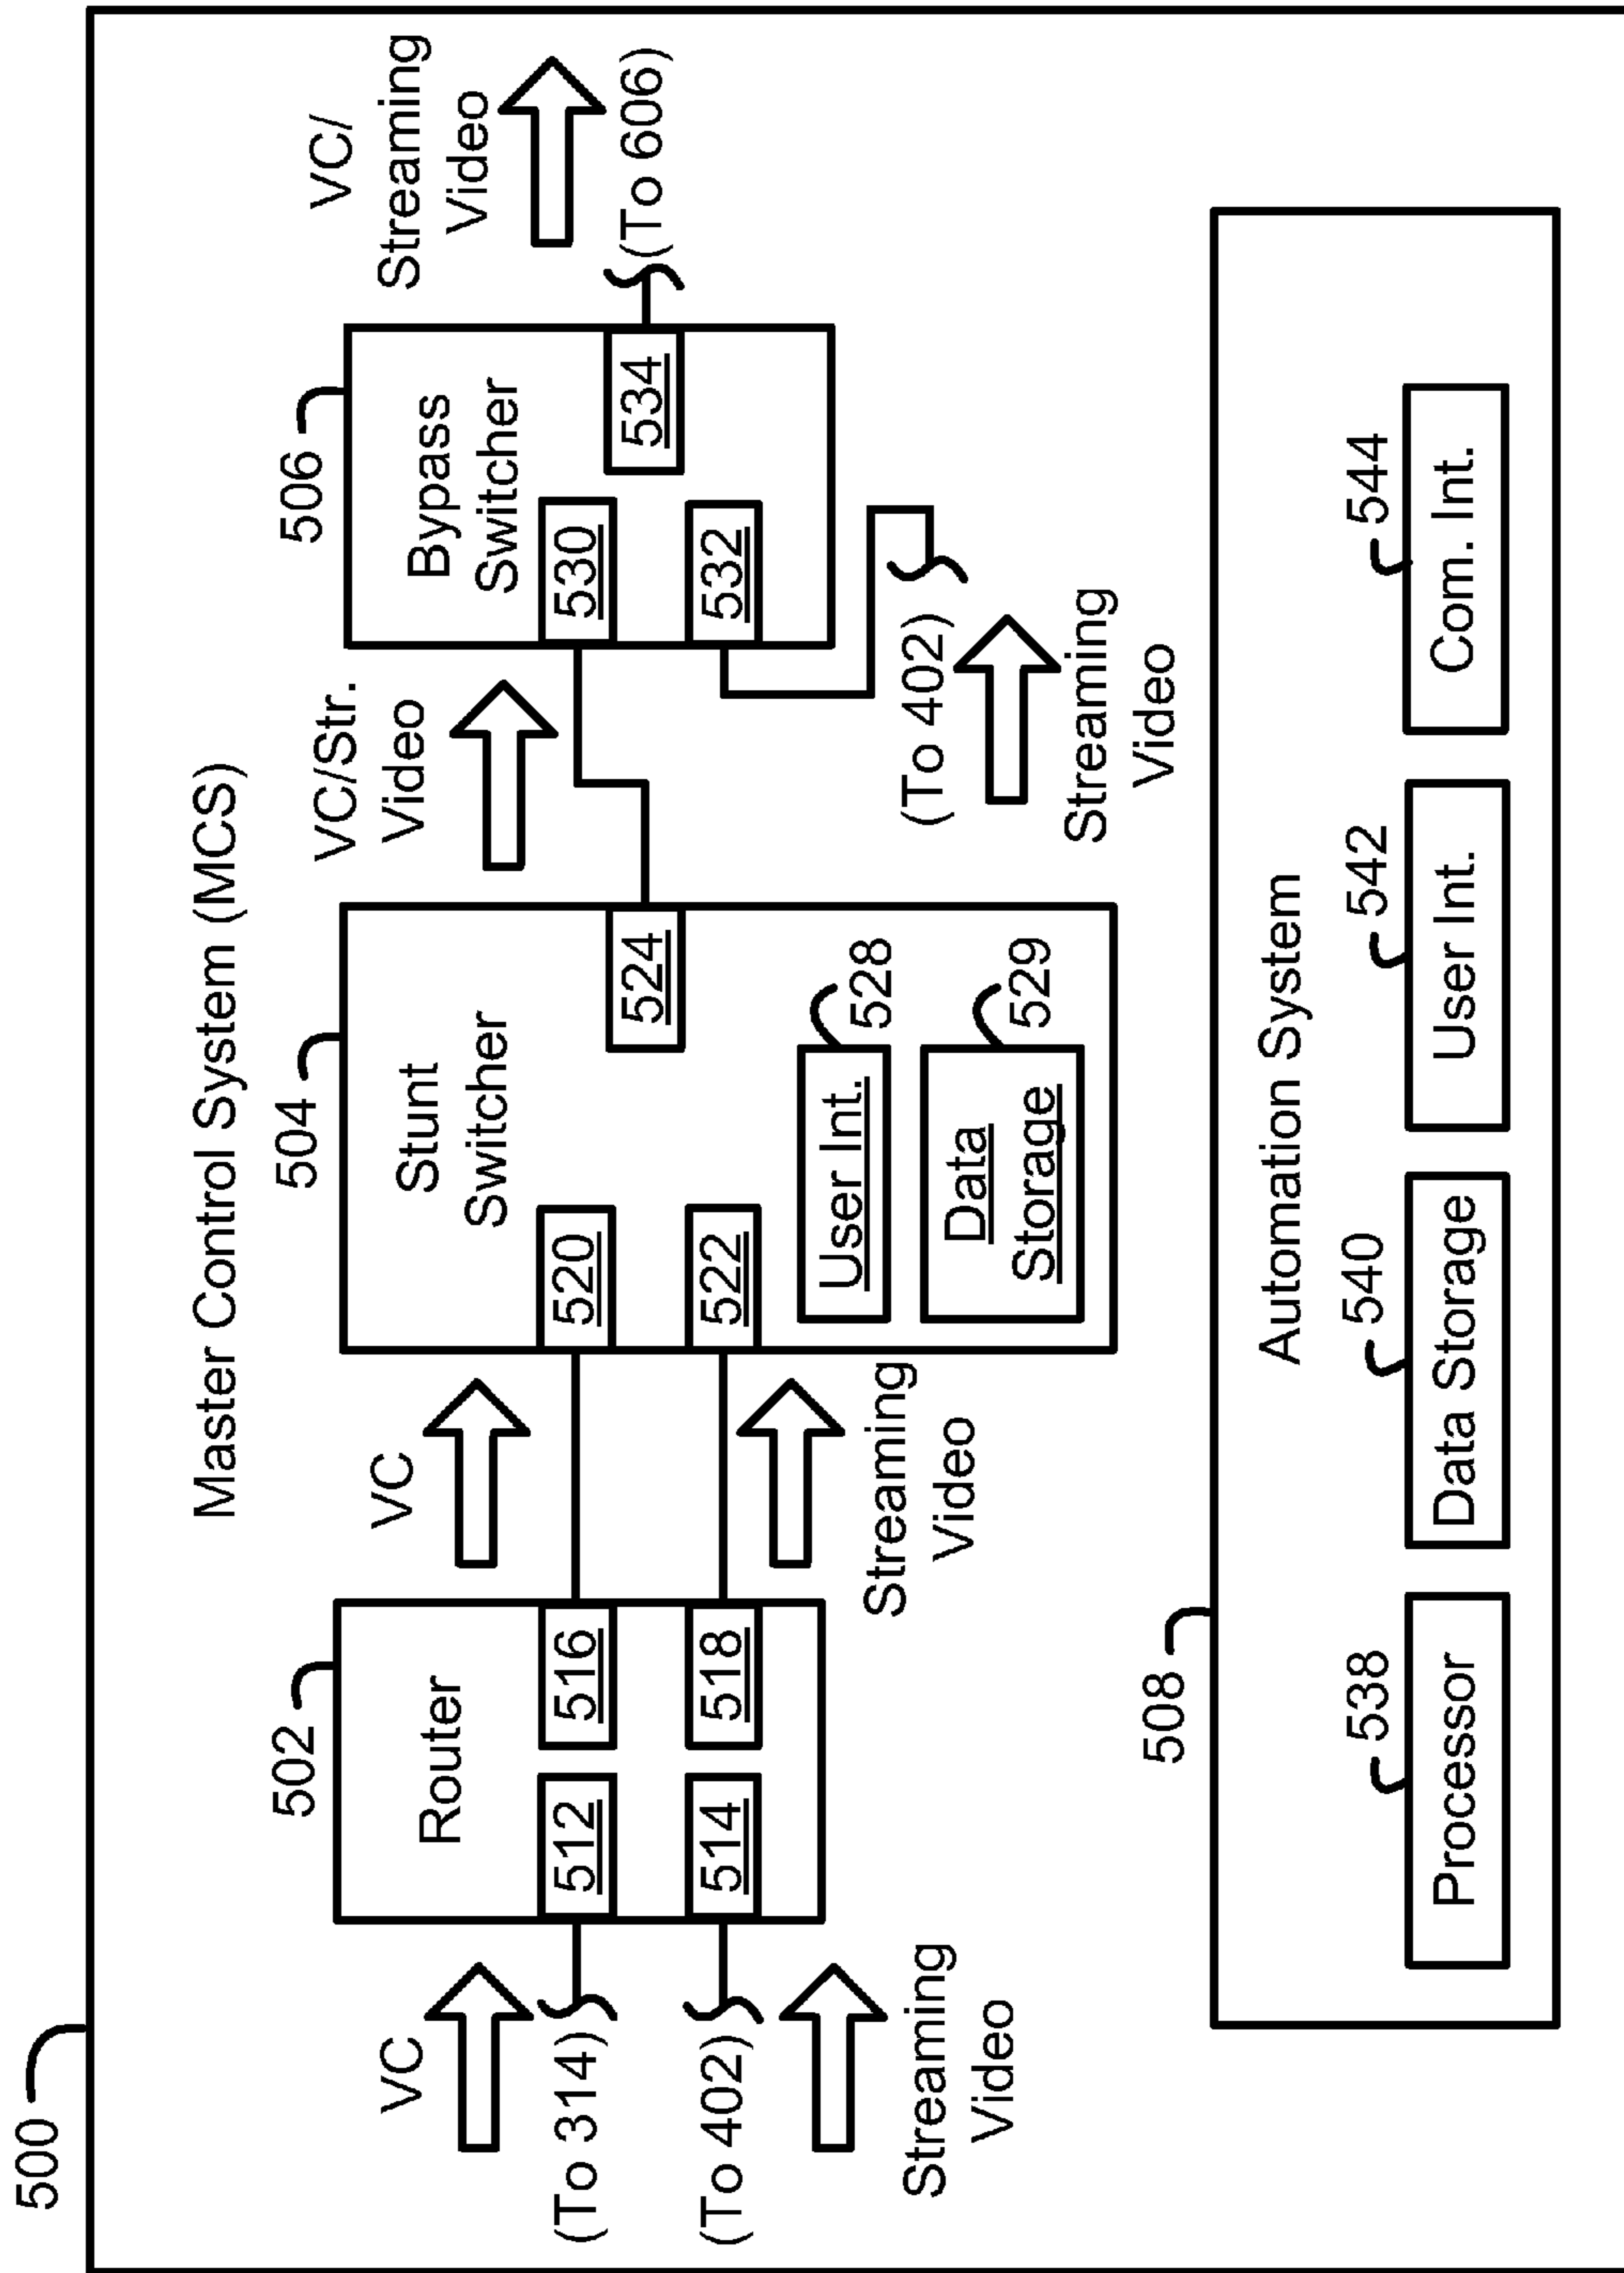 500
Master Control System (MCS)
502
504
506
VC
Router
VC
Stunt
Switcher
VC/Str.
Video
Bypass
Switcher
VC/
Streaming
Video
(To 314)
512
516
520
524
530
534
(To 606)
(To 402)
514
518
522
532
Streaming
Video
Streaming
Video
User Int.
528
Data
Storage
529
(To 402)
Streaming
Video
508
Automation System
538
540
542
544
Processor
Data Storage
User Int.
Com. Int.